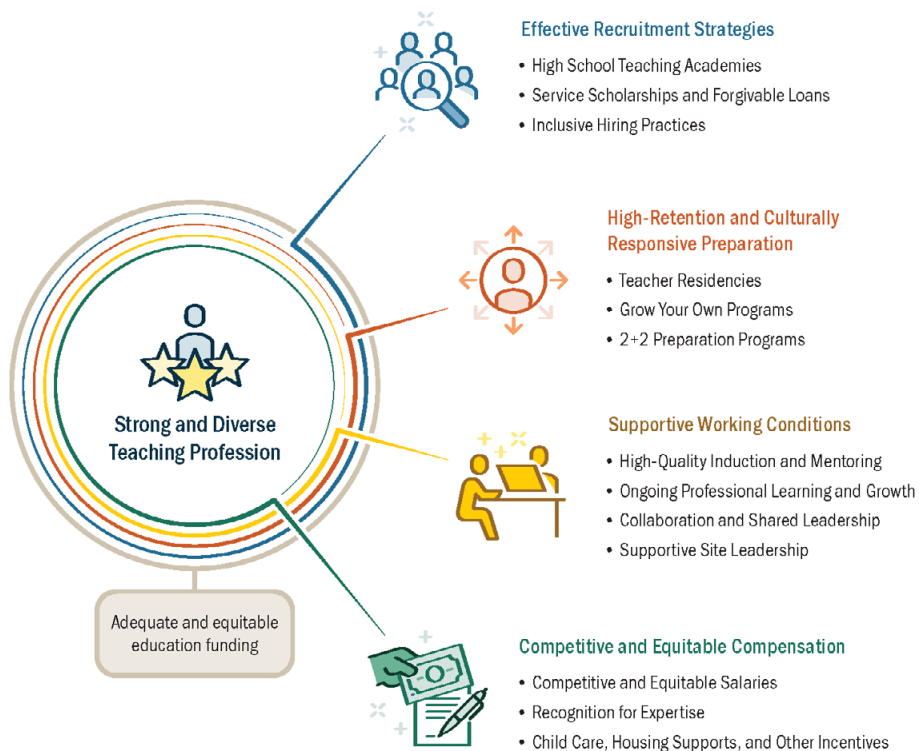 Effective Recruitment Strategies
• High School Teaching Academies
• Service Scholarships and Forgivable Loans
• Inclusive Hiring Practices
High-Retention and Culturally
Responsive Preparation
• Teacher Residencies
• Grow Your Own Programs
• 2+2 Preparation Programs
Strong and Diverse
Teaching Profession
Supportive Working Conditions
• High-Quality Induction and Mentoring
• Ongoing Professional Learning and Growth
• Collaboration and Shared Leadership
• Supportive Site Leadership
Adequate and equitable
education funding
Competitive and Equitable Compensation
• Competitive and Equitable Salaries
• Recognition for Expertise
• Child Care, Housing Supports, and Other Incentives